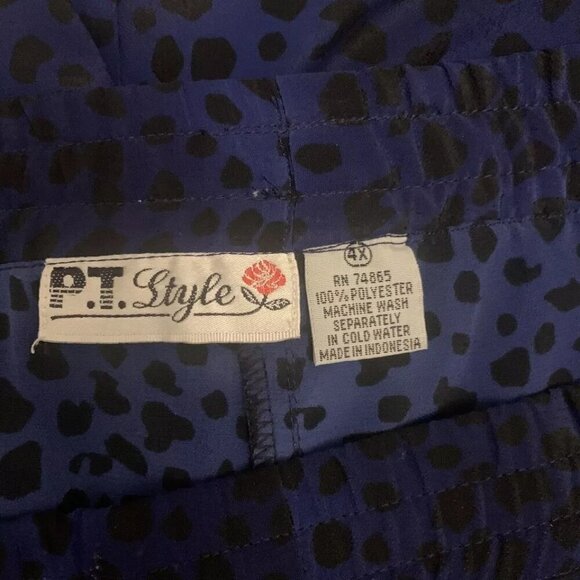 P.T. Style
4X
RN 74865
100% POLYESTER
MACHINE WASH
SEPARATELY
IN COLD WATER
MADE IN INDONESIA